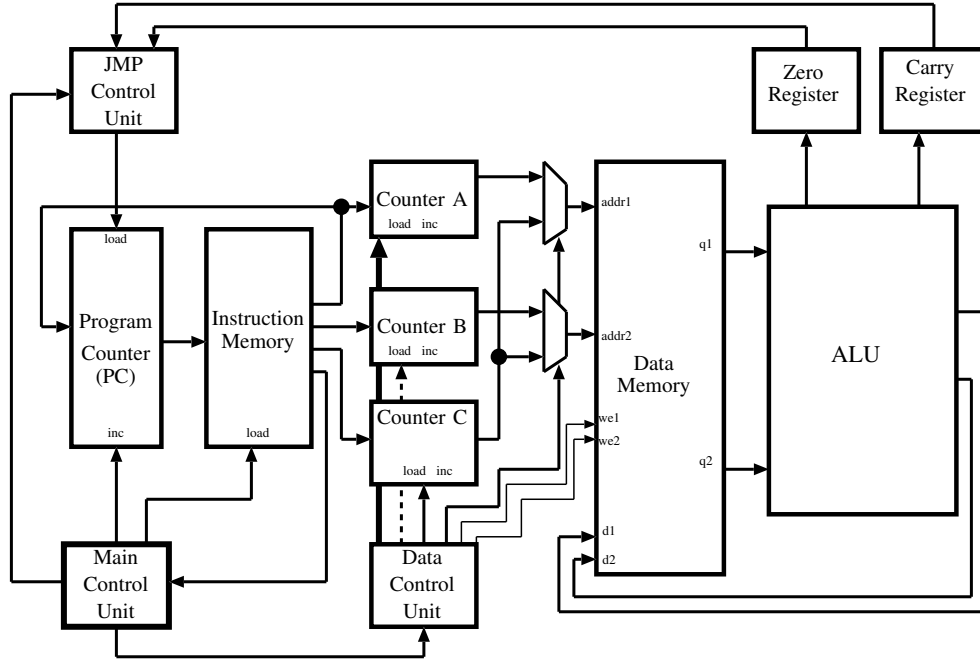 JMP
Control
Unit
Zero
Register
Carry
Register
Counter A
load inc
addr1
load
q1
Program
Counter
(PC)
Instruction
Memory
Counter B
load inc
addr2
Data
Memory
ALU
Counter C
we1
we2
inc
load
load inc
q2
d1
d2
Main
Control
Unit
Data
Control
Unit